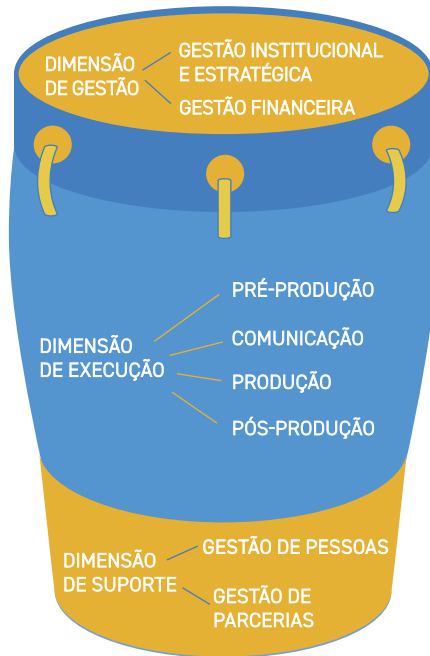 DIMENSÃO
DE GESTÃO
GESTÃO INSTITUCIONAL
E ESTRATÉGICA
GESTÃO FINANCEIRA
DIMENSÃO
DE EXECUÇÃO
PRÉ-PRODUÇÃO
COMUNICAÇÃO
PRODUÇÃO
PÓS-PRODUÇÃO
DIMENSÃO
DE SUPORTE
GESTÃO DE PESSOAS
GESTÃO DE
PARCERIAS